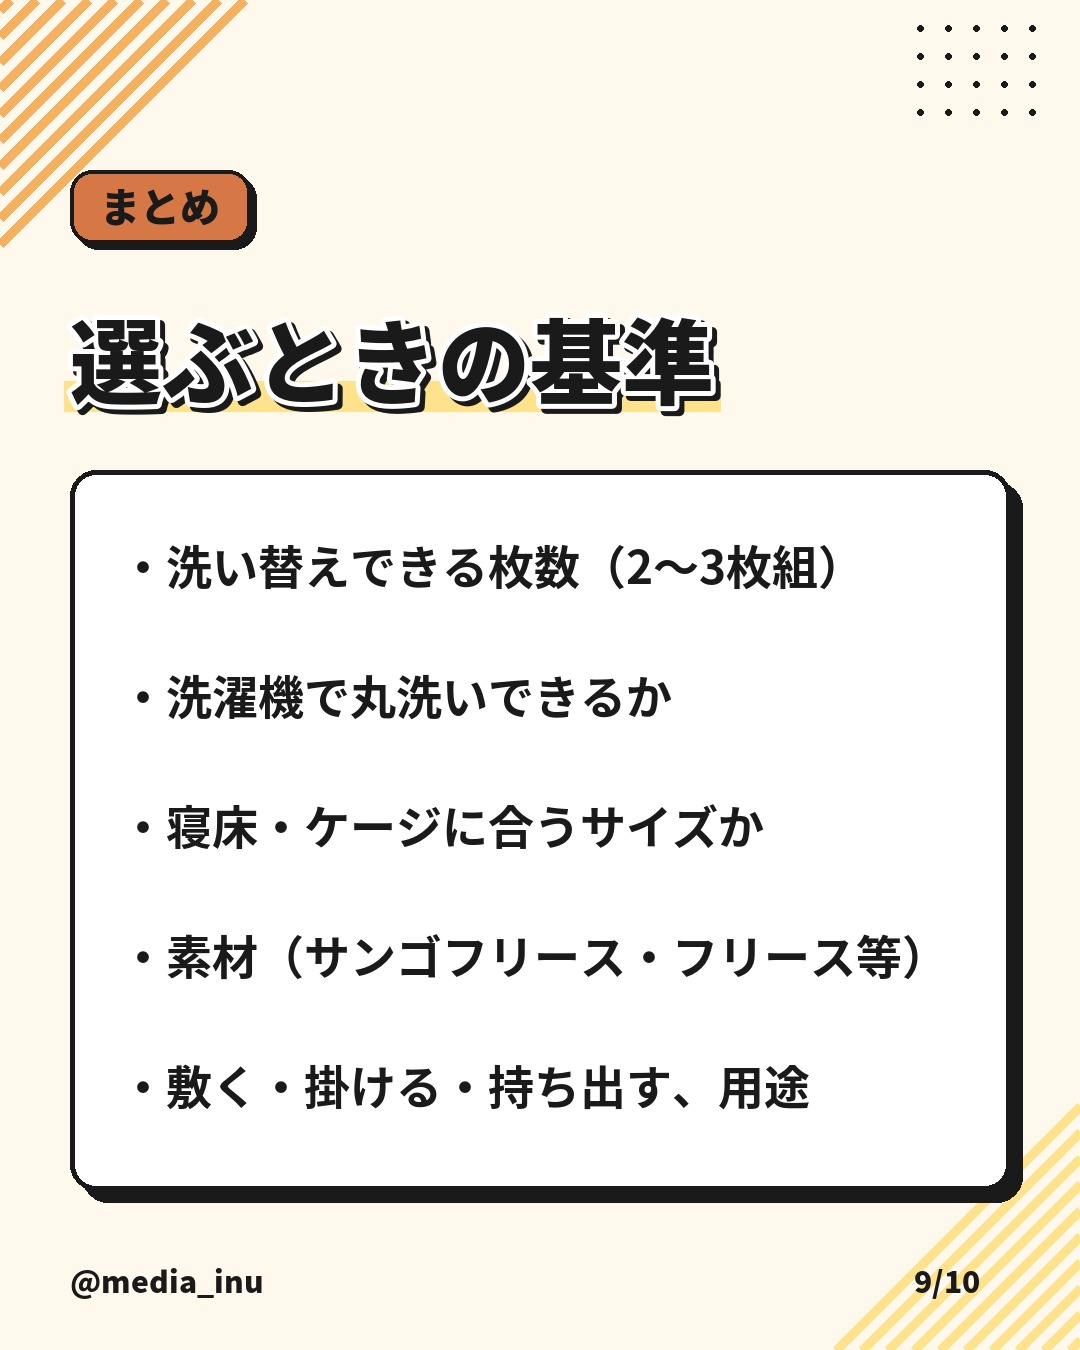 まとめ
選ぶときの基準
・洗い替えできる枚数（2〜3枚組）
・洗濯機で丸洗いできるか
・寝床・ケージに合うサイズか
・素材（サンゴフリース・フリース等）
・敷く・掛ける・持ち出す、用途
@media_inu
9/10